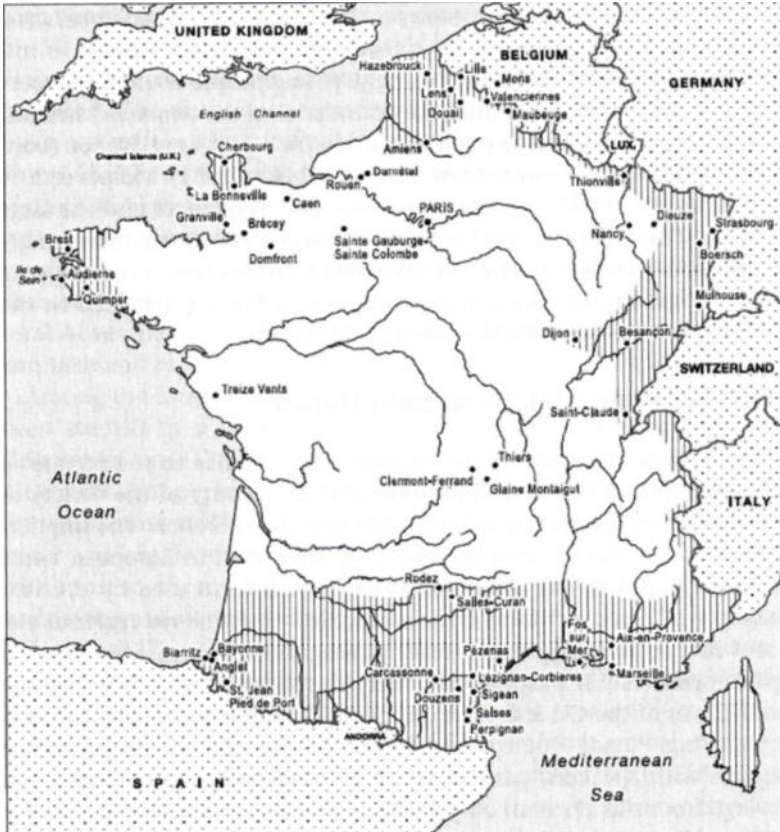 UNITED KINGDOM
BELGIUM
Hazebrouck
Lille
Mons
GERMANY
Lens
Valenciennes
English Channel
Douai
Maubeuge
Cherbourg
Amiens
LUX.
Channel Islands (U.K.)
Thionville
La Bonneville
Rouen
Darnétal
Caen
PARIS
Dieuze
Strasbourg
Granville
Brécey
Nancy
Brest
Sainte Gauburge
Sainte Colombe
Boersch
Domfront
Ile de
Sein
Audierne
Quimper
Mulhouse
Dijon
Besançon
SWITZERLAND
Treize Vents
Saint-Claude
Thiers
Clermont-Ferrand
Glaine Montaigut
Atlantic
Ocean
ITALY
Rodez
Salles-Curan
Fos
sur
Mer
Aix-en-Provence
Biarritz
Bayonne
Pézenas
Anglet
Carcassonne
Lézignan-Corbieres
Marseille
St. Jean
Pied de Port
Douzens
Sigean
Salses
Perpignan
ANDORRA
Mediterranean
Sea
SPAIN